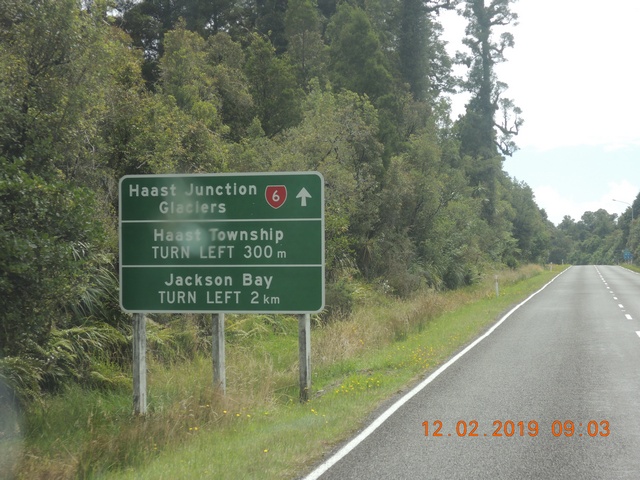 Haast Junction 6
Glaciers
Haast Township
TURN LEFT 300 m
Jackson Bay
TURN LEFT 2 km
12.02.2019 09:03